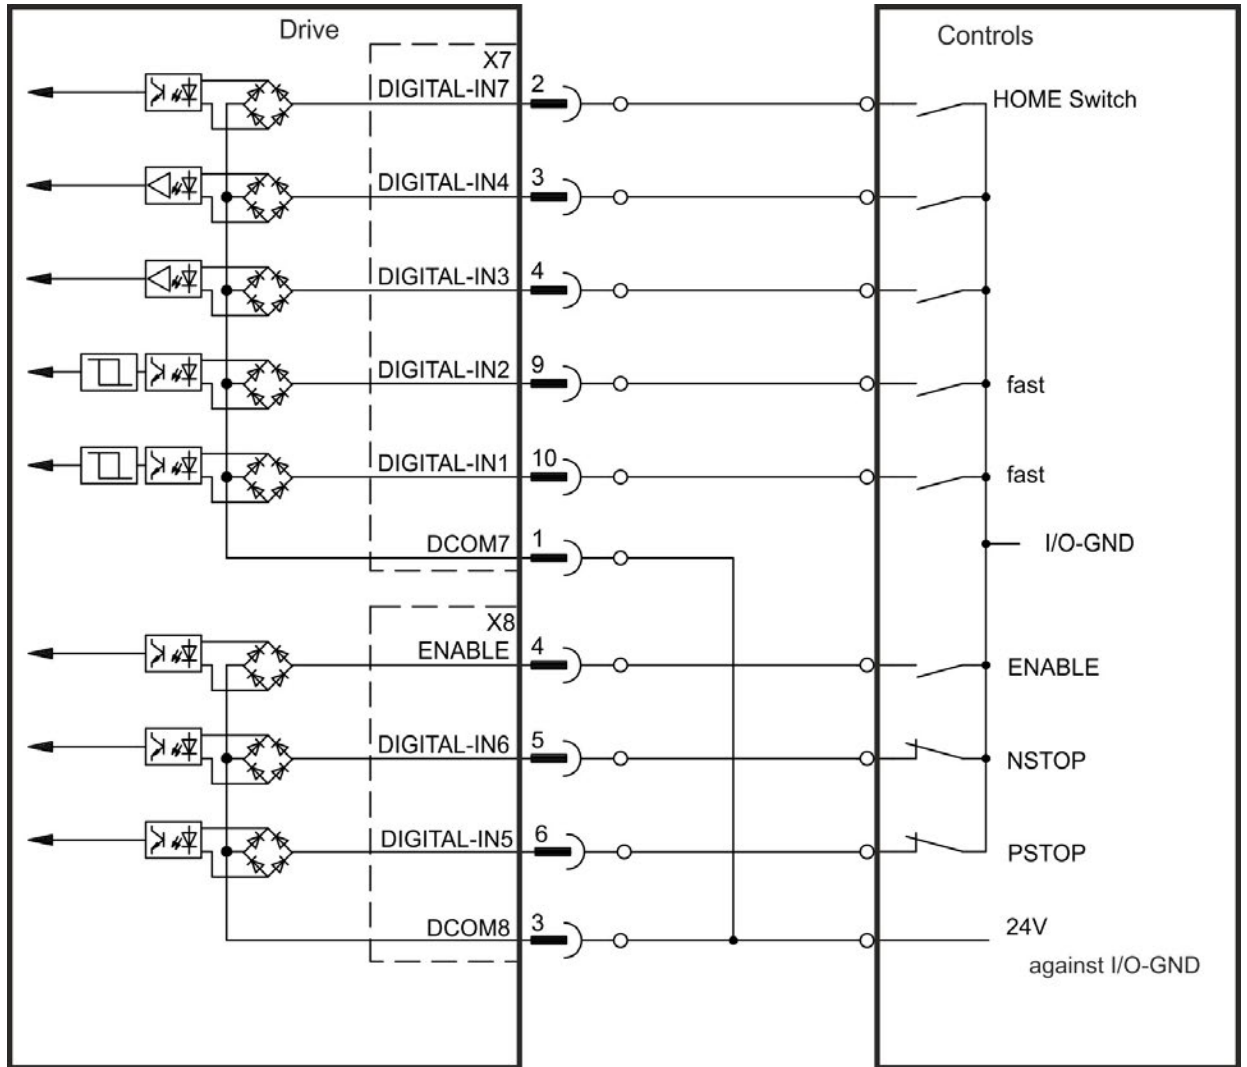 Drive
Controls
X7
DIGITAL-IN7 2
HOME Switch
DIGITAL-IN4 3
DIGITAL-IN3 4
DIGITAL-IN2 9
fast
DIGITAL-IN1 10
fast
DCOM7 1
I/O-GND
X8
ENABLE 4
ENABLE
DIGITAL-IN6 5
NSTOP
DIGITAL-IN5 6
PSTOP
DCOM8 3
24V
against I/O-GND